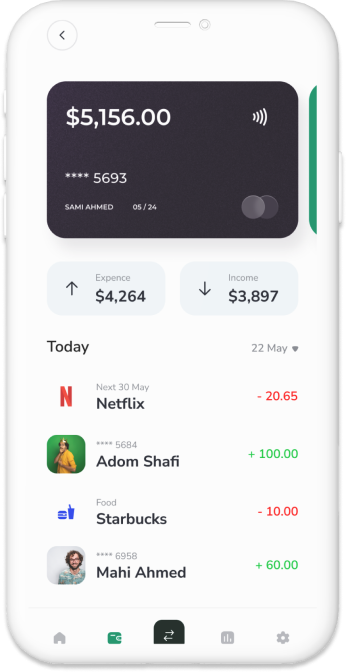 $5,156.00
**** 5693
SAMI AHMED 05 / 24
Expence
$4,264
Income
$3,897
Today
22 May
Next 30 May
Netflix
- 20.65
**** 5684
Adom Shafi
+ 100.00
Food
Starbucks
- 10.00
**** 6958
Mahi Ahmed
+ 60.00